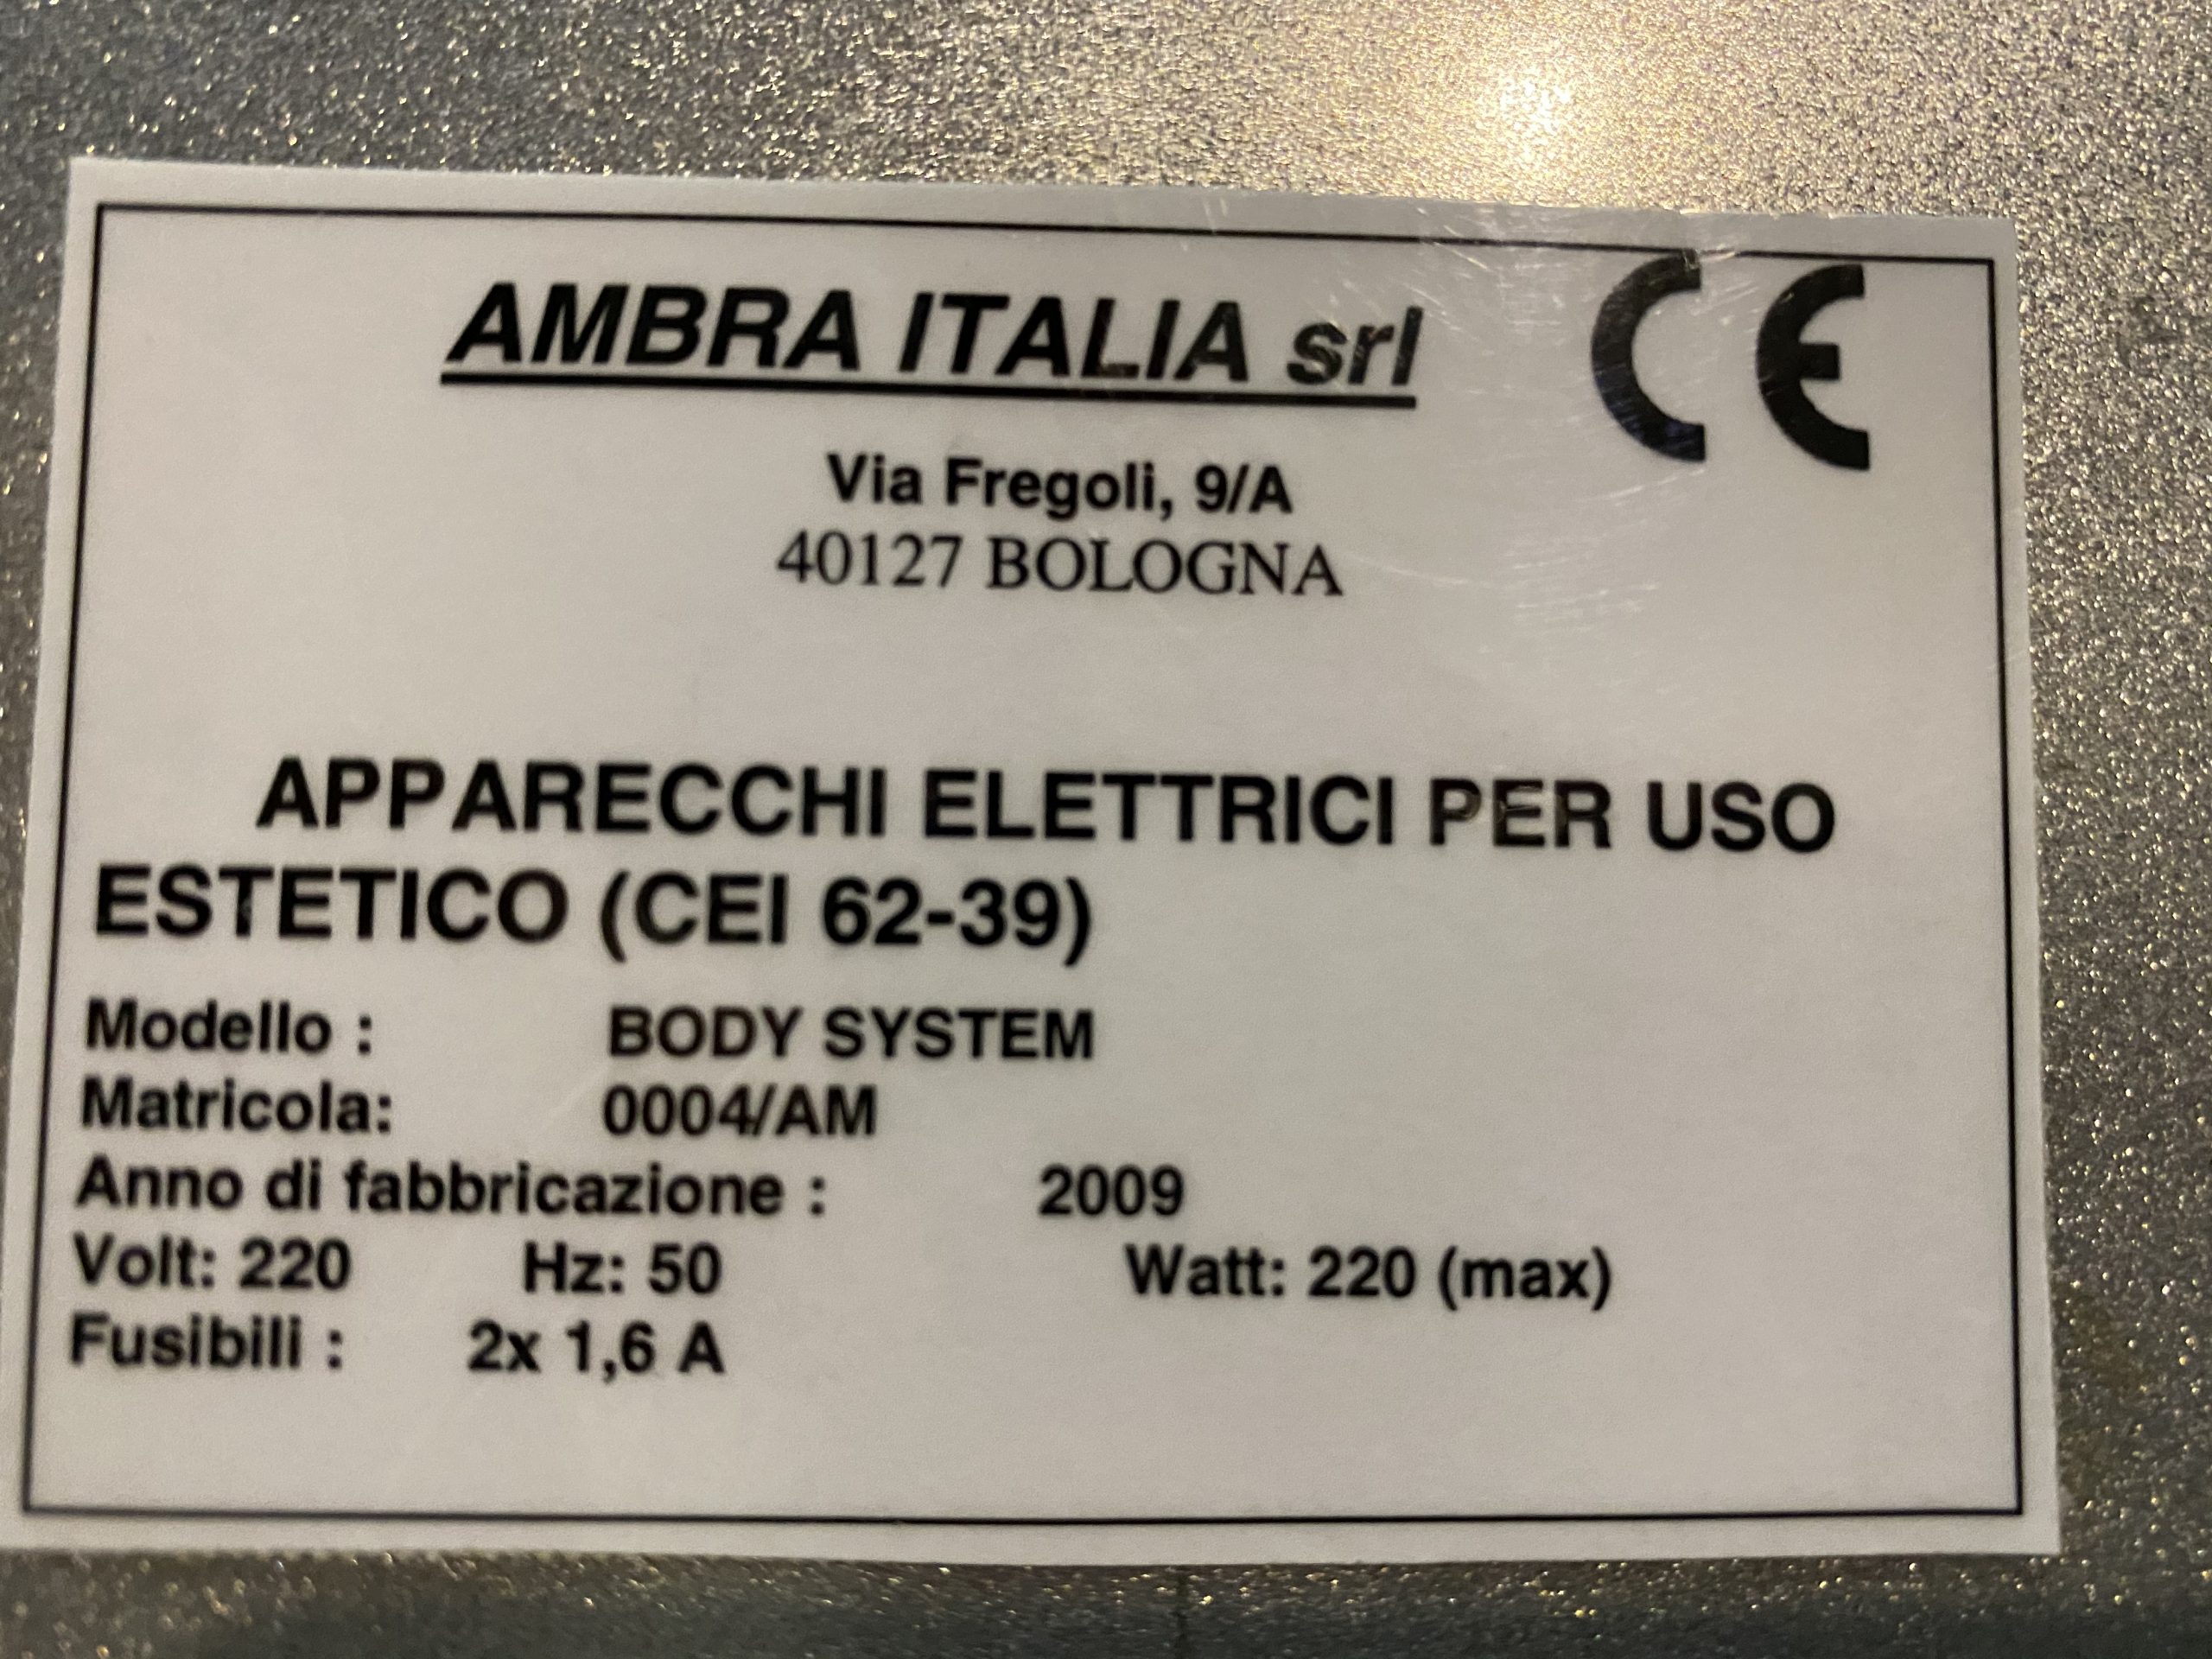 AMBRA ITALIA srl
CE
Via Fregoli, 9/A
40127 BOLOGNA
APPARECCHI ELETTRICI PER USO
ESTETICO (CEI 62-39)
Modello : BODY SYSTEM
Matricola: 0004/AM
Anno di fabbricazione : 2009
Volt: 220 Hz: 50 Watt: 220 (max)
Fusibili : 2x 1,6 A